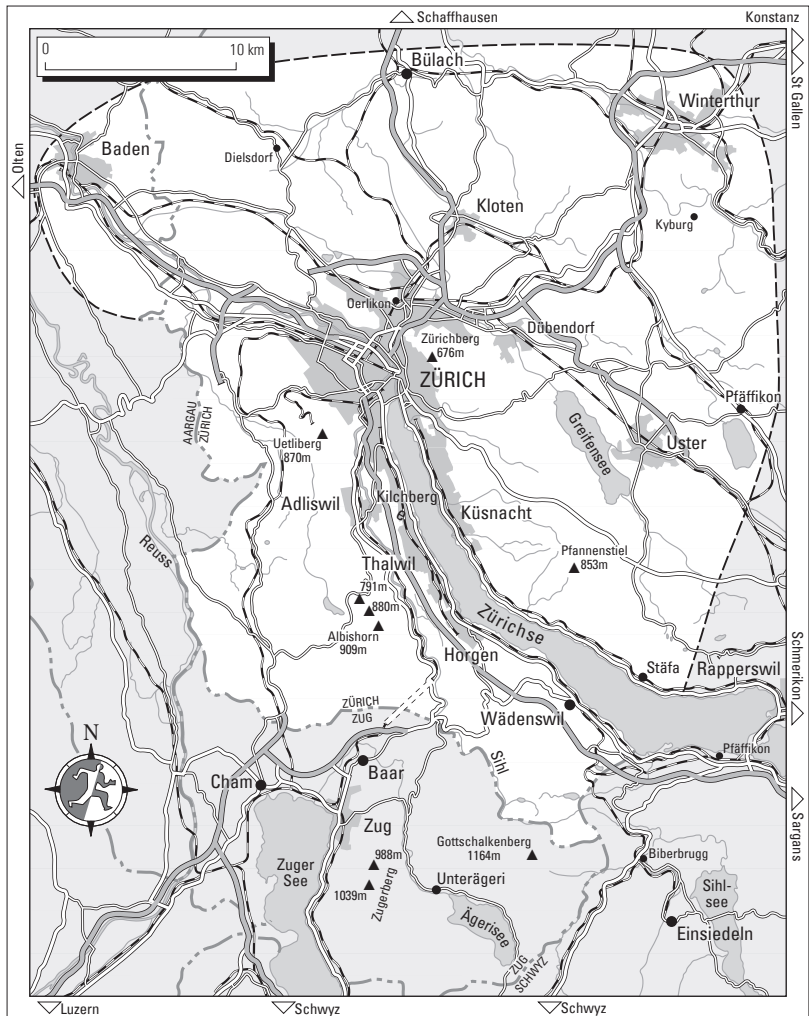 Schaffhausen
Konstanz
0 10 km
St Gallen
Bülach
Winterthur
Olten
Baden
Dielsdorf
Kloten
Kyburg
Oerlikon
Dübendorf
Zürichberg
676m
ZÜRICH
Pfäffikon
AARGAU
ZÜRICH
Uetliberg
870m
Greifensee
Uster
Adliswil
Kilchberg
Küsnacht
Reuss
Thalwil
Pfannenstiel
853m
791m
880m
Albishorn
909m
Zürichse
Horgen
Stäfa
Rapperswil
Schmerikon
ZÜRICH
ZUG
Wädenswil
N
Sihl
Pfäffikon
Baar
Cham
Sargans
Zug
Gottschalkenberg
1164m
Biberbrugg
Zuger
See
988m
1039m
Zugerberg
Unterägeri
Sihl-
see
Ägerisee
Einsiedeln
ZUG
SCHWYZ
Luzern
Schwyz
Schwyz